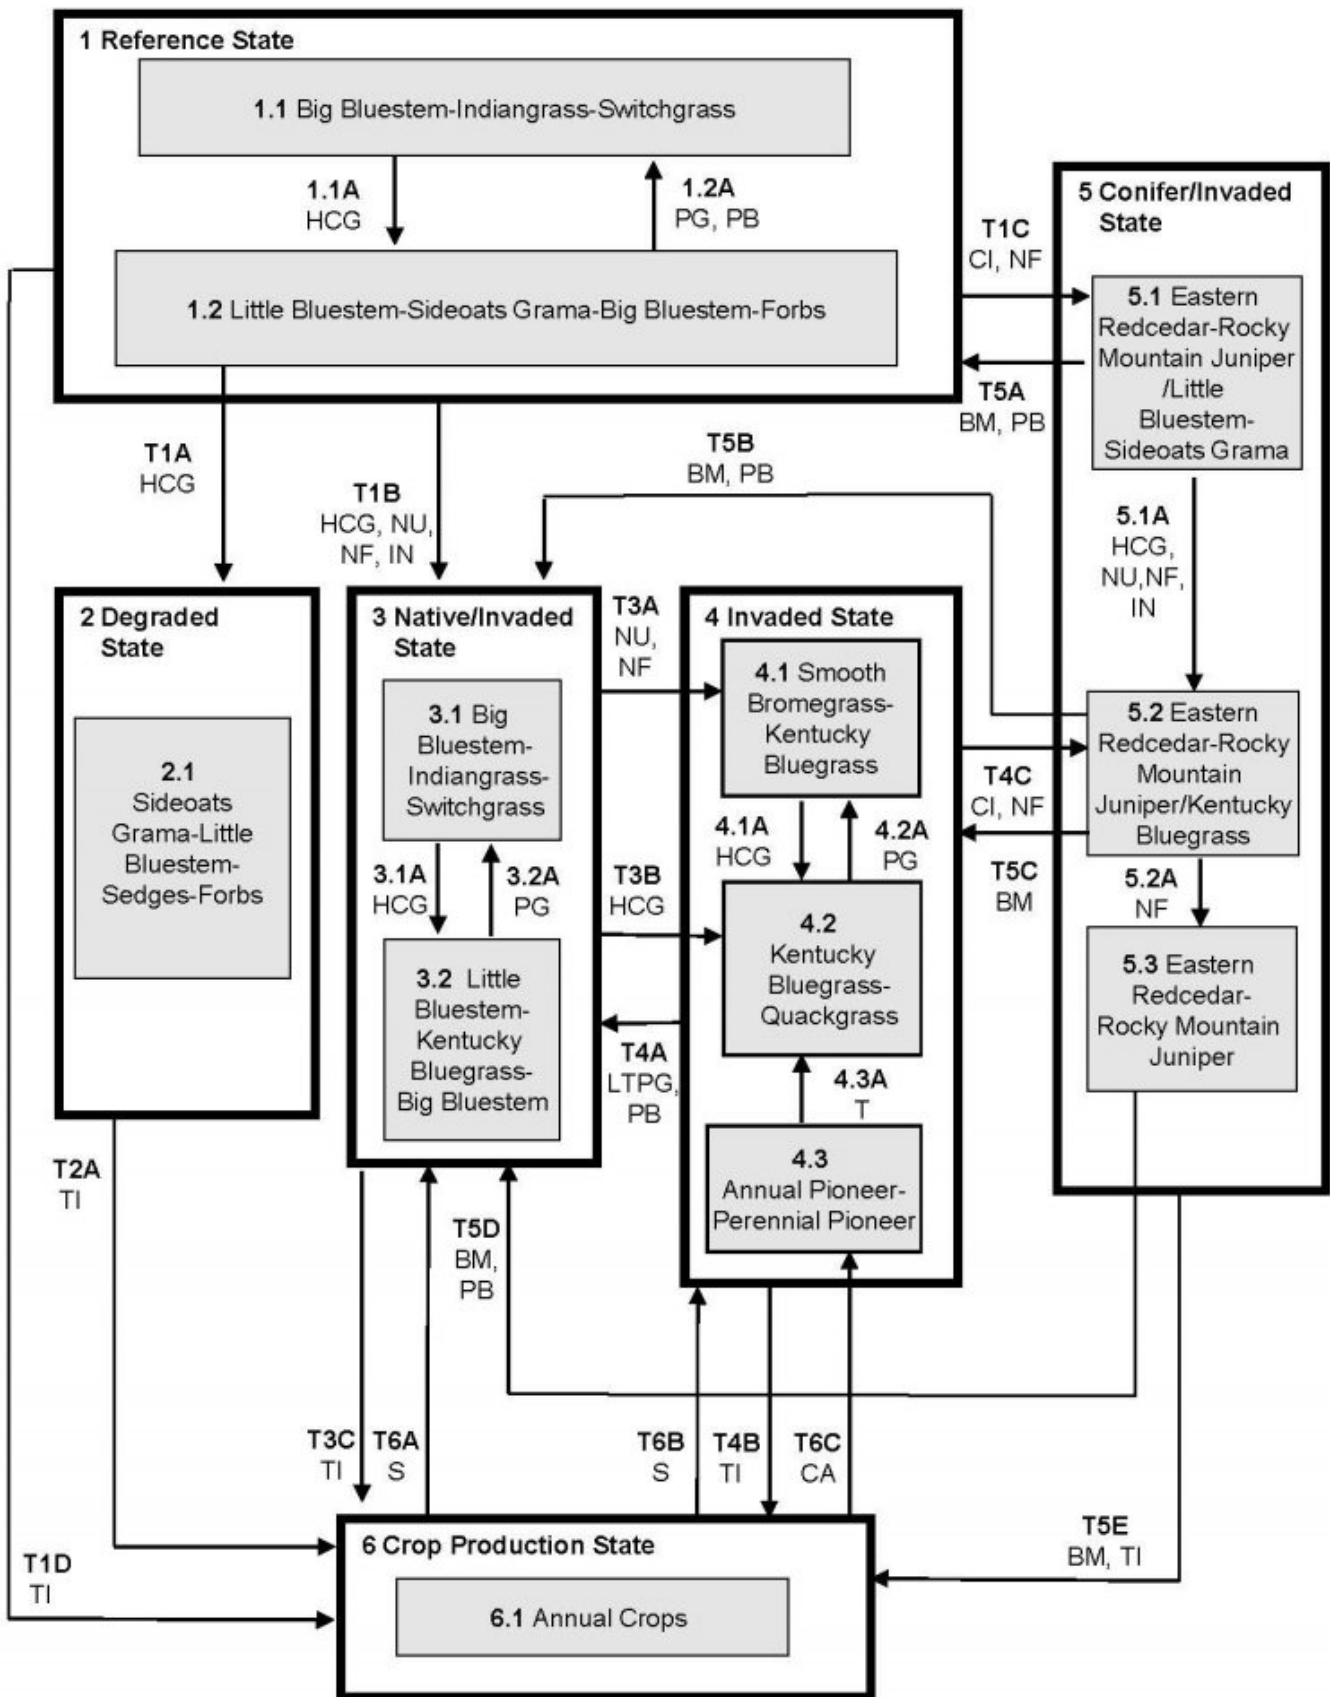 1 Reference State
1.1 Big Bluestem-Indiangrass-Switchgrass
1.1A
HCG
1.2A
PG, PB
1.2 Little Bluestem-Sideoats Grama-Big Bluestem-Forbs
T1C
CI, NF
T5A
BM, PB
5 Conifer/Invaded
State
5.1 Eastern
Redcedar-Rocky
Mountain Juniper
/Little
Bluestem-
Sideoats Grama
5.1A
HCG,
NU,NF,
IN
5.2 Eastern
Redcedar-Rocky
Mountain
Juniper/Kentucky
Bluegrass
5.2A
NF
5.3 Eastern
Redcedar-
Rocky Mountain
Juniper
T1A
HCG
T1B
HCG, NU,
NF, IN
T5B
BM, PB
2 Degraded
State
2.1
Sideoats
Grama-Little
Bluestem-
Sedges-Forbs
3 Native/Invaded
State
3.1 Big
Bluestem-
Indiangrass-
Switchgrass
3.1A
HCG
3.2A
PG
3.2 Little
Bluestem-
Kentucky
Bluegrass-
Big Bluestem
T3A
NU,
NF
T3B
HCG
T4A
LTPG,
PB
4 Invaded State
4.1 Smooth
Bromegrass-
Kentucky
Bluegrass
4.1A
HCG
4.2A
PG
4.2
Kentucky
Bluegrass-
Quackgrass
4.3A
T
4.3
Annual Pioneer-
Perennial Pioneer
T4C
CI, NF
T5C
BM
T2A
TI
T5D
BM,
PB
T3C
TI
T6A
S
T6B
S
T4B
TI
T6C
CA
T5E
BM, TI
T1D
TI
6 Crop Production State
6.1 Annual Crops